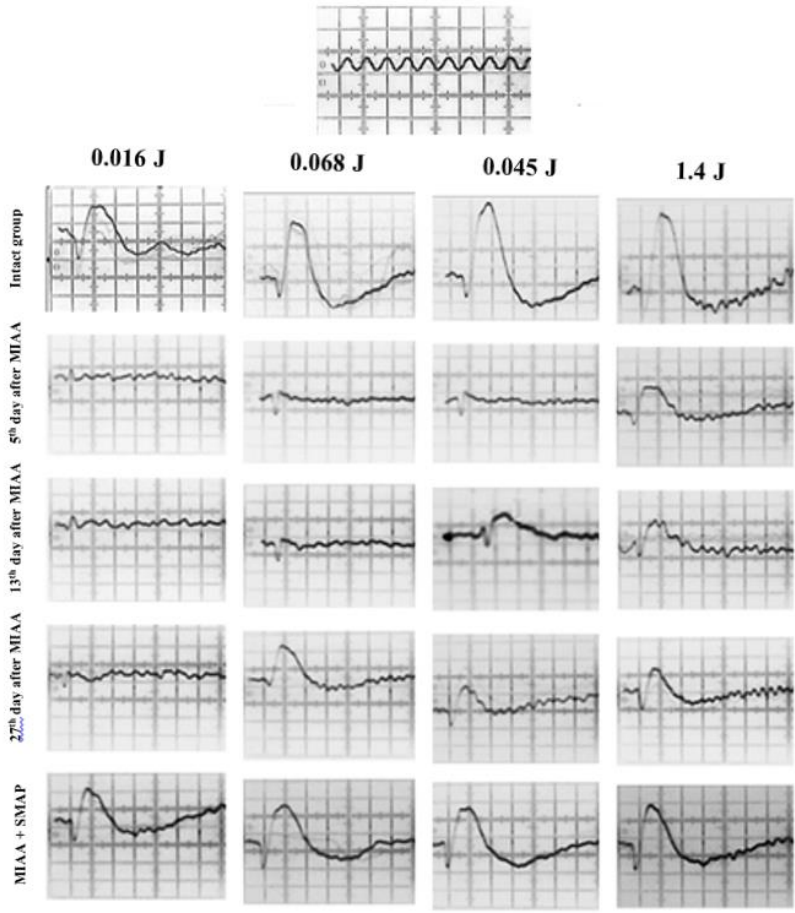 0.016 J
0.068 J
0.045 J
1.4 J
Intact group
5th day after MIAA
13th day after MIAA
27th day after MIAA
MIAA + SMAP